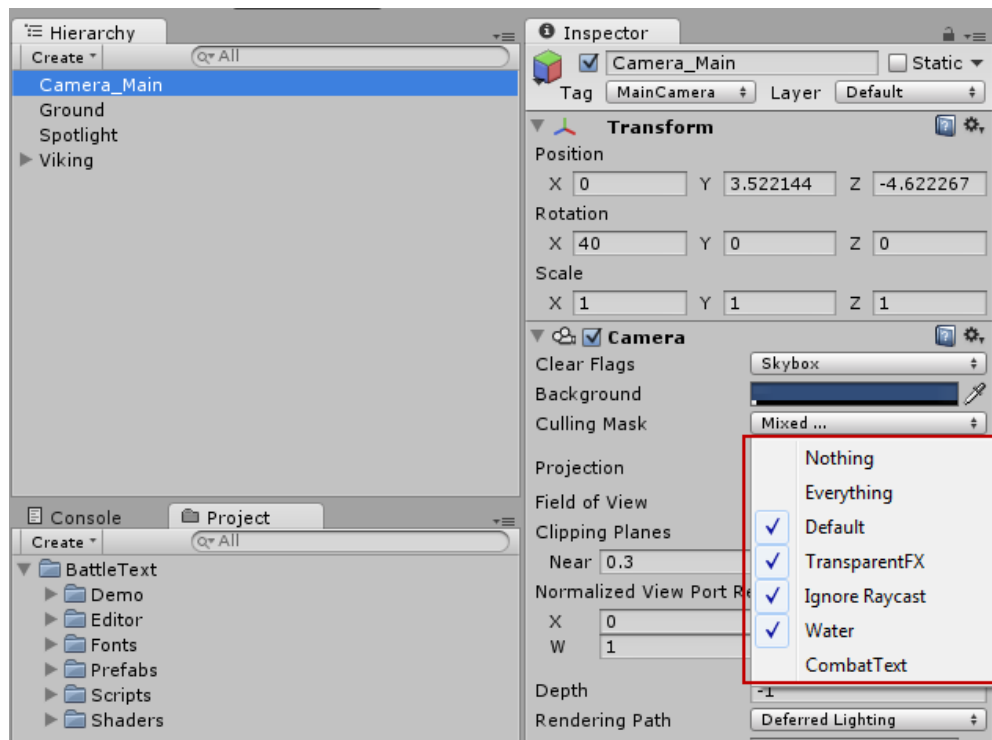 Hierarchy
Create All
Camera_Main
Ground
Spotlight
Viking
Console Project
Create All
BattleText
Demo
Editor
Fonts
Prefabs
Scripts
Shaders
Inspector
Camera_Main Static
Tag MainCamera Layer Default
Transform
Position
X 0 Y 3.522144 Z -4.622267
Rotation
X 40 Y 0 Z 0
Scale
X 1 Y 1 Z 1
Camera
Clear Flags Skybox
Background
Culling Mask Mixed ...
Nothing
Everything
Default
TransparentFX
Ignore Raycast
Water
CombatText
Projection
Field of View
Clipping Planes
Near 0.3
Normalized View Port Re
X 0
W 1
Depth -1
Rendering Path Deferred Lighting